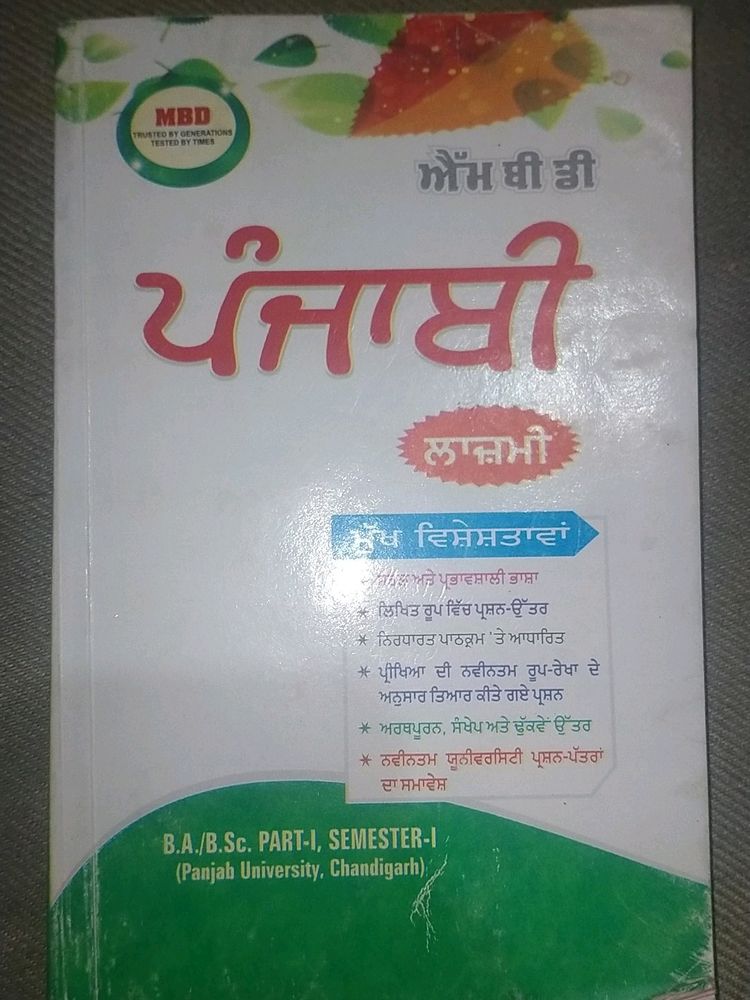 MBD
TRUSTED BY GENERATIONS
TESTED BY TIMES
ਐੱਮ ਬੀ ਡੀ
ਪੰਜਾਬੀ
ਲਾਜ਼ਮੀ
ਮੁੱਖ ਵਿਸ਼ੇਸ਼ਤਾਵਾਂ
* ਸਰਲ ਅਤੇ ਪ੍ਰਭਾਵਸ਼ਾਲੀ ਭਾਸ਼ਾ
* ਲਿਖਿਤ ਰੂਪ ਵਿੱਚ ਪ੍ਰਸ਼ਨ-ਉੱਤਰ
* ਨਿਰਧਾਰਤ ਪਾਠਕ੍ਰਮ 'ਤੇ ਆਧਾਰਿਤ
* ਪ੍ਰੀਖਿਆ ਦੀ ਨਵੀਨਤਮ ਰੂਪ-ਰੇਖਾ ਦੇ
ਅਨੁਸਾਰ ਤਿਆਰ ਕੀਤੇ ਗਏ ਪ੍ਰਸ਼ਨ
* ਅਰਥਪੂਰਨ, ਸੰਖੇਪ ਅਤੇ ਢੁੱਕਵੇਂ ਉੱਤਰ
* ਨਵੀਨਤਮ ਯੂਨੀਵਰਸਿਟੀ ਪ੍ਰਸ਼ਨ-ਪੱਤਰਾਂ
ਦਾ ਸਮਾਵੇਸ਼
B.A./B.Sc. PART-I, SEMESTER-I
(Panjab University, Chandigarh)